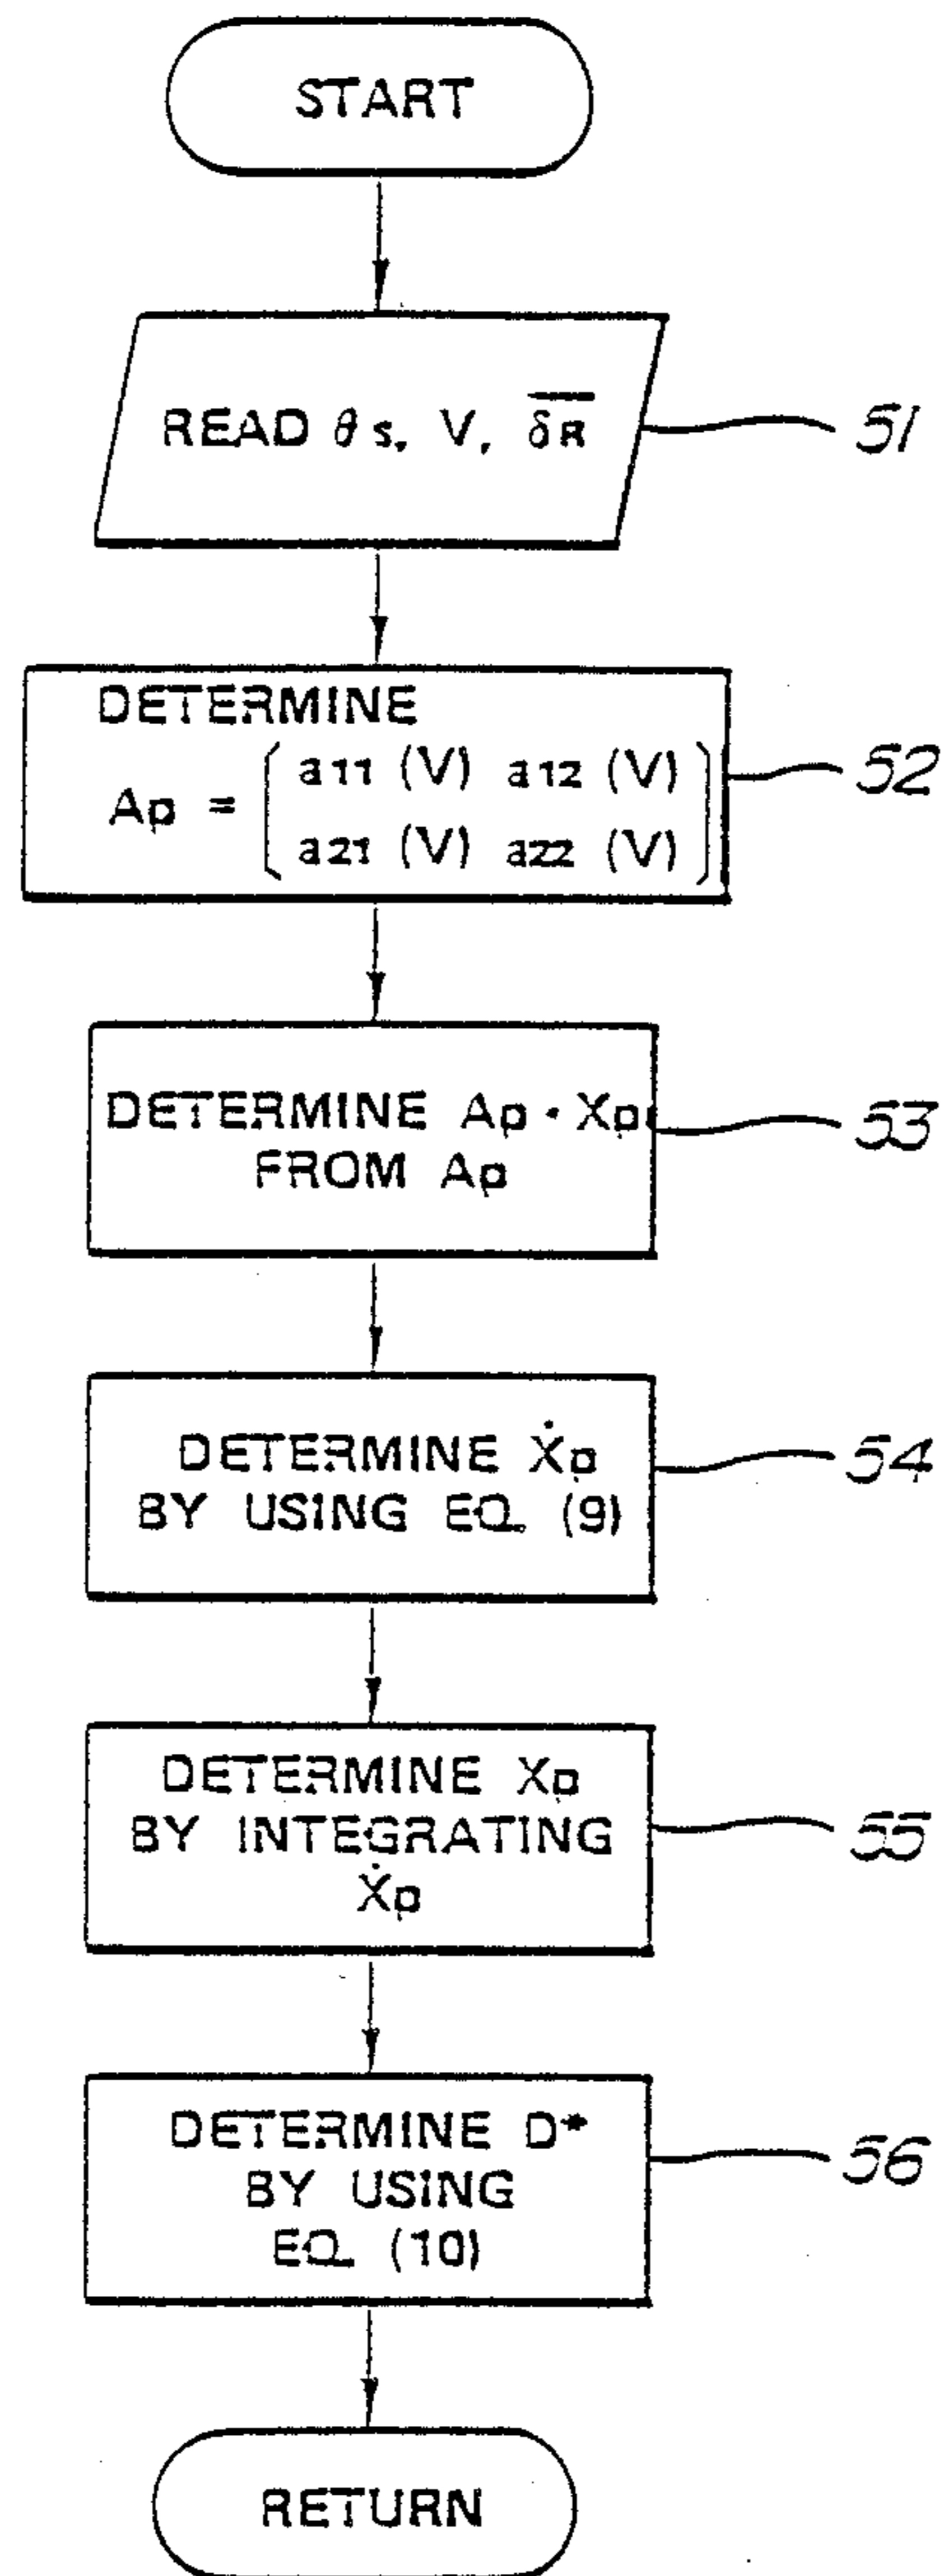 START
READ θs, V, δR̅
51
DETERMINE
Ap = [ a11 (V) a12 (V)
a21 (V) a22 (V) ]
52
DETERMINE Ap · Xp
FROM Ap
53
DETERMINE Ẋp
BY USING EQ. (9)
54
DETERMINE Xp
BY INTEGRATING
Ẋp
55
DETERMINE D*
BY USING
EQ. (10)
56
RETURN